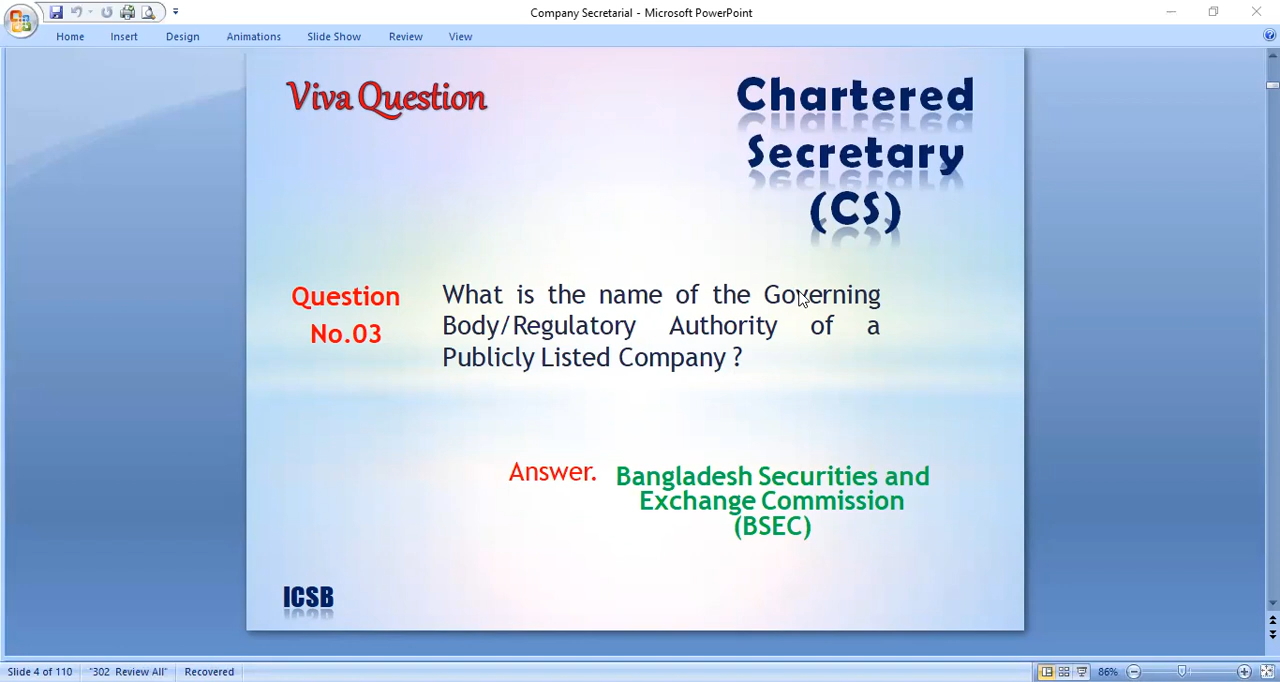 Company Secretarial - Microsoft PowerPoint
Home Insert Design Animations Slide Show Review View
Viva Question
Chartered
Secretary
(CS)
Question
No.03
What is the name of the Governing
Body/Regulatory Authority of a
Publicly Listed Company ?
Answer.
Bangladesh Securities and
Exchange Commission
(BSEC)
ICSB
Slide 4 of 110 "302 Review All" Recovered 86%